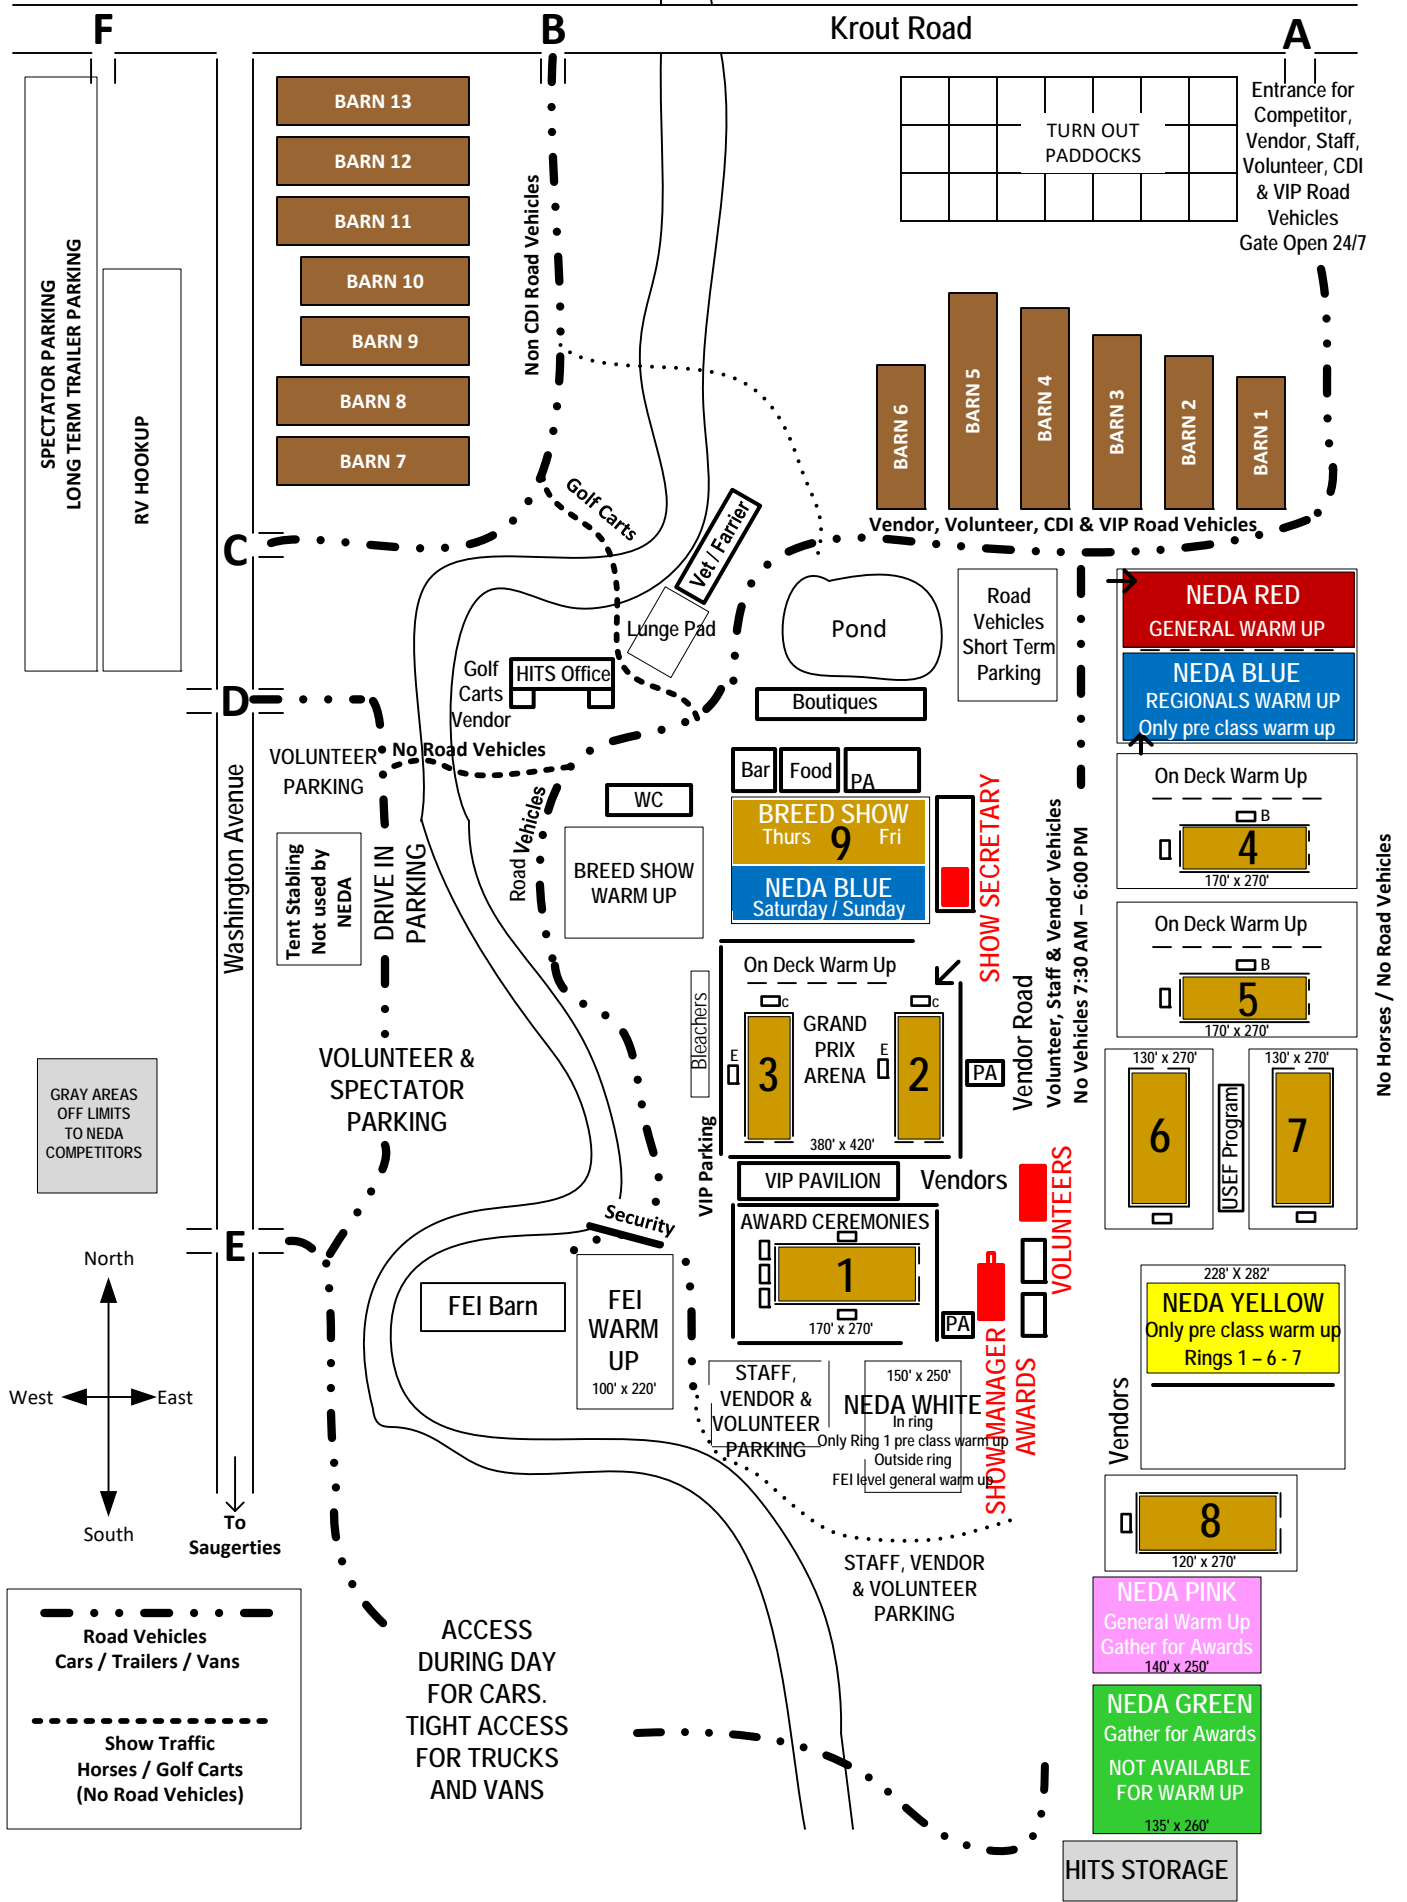 F
B
Krout Road
A
BARN 13
BARN 12
BARN 11
BARN 10
BARN 9
BARN 8
BARN 7
SPECTATOR PARKING
LONG TERM TRAILER PARKING
RV HOOKUP
Non CDI Road Vehicles
TURN OUT
PADDOCKS
Entrance for
Competitor,
Vendor, Staff,
Volunteer, CDI
& VIP Road
Vehicles
Gate Open 24/7
BARN 6
BARN 5
BARN 4
BARN 3
BARN 2
BARN 1
Vendor, Volunteer, CDI & VIP Road Vehicles
C
Golf Carts
Vet / Farrier
Lunge Pad
Pond
Road
Vehicles
Short Term
Parking
NEDA RED
GENERAL WARM UP
NEDA BLUE
REGIONALS WARM UP
Only pre class warm up
D
Golf
Carts
Vendor
HITS Office
Boutiques
VOLUNTEER
PARKING
No Road Vehicles
Washington Avenue
Tent Stabling
Not used by
NEDA
DRIVE IN
PARKING
Road Vehicles
WC
BREED SHOW
WARM UP
Bar
Food
PA
BREED SHOW
Thurs 9 Fri
NEDA BLUE
Saturday / Sunday
SHOW SECRETARY
Vendor Road
Volunteer, Staff & Vendor Vehicles
No Vehicles 7:30 AM – 6:00 PM
On Deck Warm Up
B
4
170' x 270'
On Deck Warm Up
B
5
170' x 270'
No Horses / No Road Vehicles
On Deck Warm Up
C
C
Bleachers
E
3
GRAND
PRIX
ARENA
E
2
380' x 420'
PA
130' x 270'
6
USEF Program
130' x 270'
7
VOLUNTEER &
SPECTATOR
PARKING
GRAY AREAS
OFF LIMITS
TO NEDA
COMPETITORS
VIP Parking
VIP PAVILION
Vendors
VOLUNTEERS
Security
AWARD CEREMONIES
1
170' x 270'
PA
SHOW MANAGER
AWARDS
E
North
West
East
South
FEI Barn
FEI
WARM
UP
100' x 220'
STAFF,
VENDOR &
VOLUNTEER
PARKING
150' x 250'
NEDA WHITE
In ring
Only Ring 1 pre class warm up
Outside ring
FEI level general warm up
228' X 282'
NEDA YELLOW
Only pre class warm up
Rings 1 – 6 - 7
Vendors
8
120' x 270'
To
Saugerties
STAFF, VENDOR
& VOLUNTEER
PARKING
NEDA PINK
General Warm Up
Gather for Awards
140' x 250'
NEDA GREEN
Gather for Awards
NOT AVAILABLE
FOR WARM UP
135' x 260'
HITS STORAGE
ACCESS
DURING DAY
FOR CARS.
TIGHT ACCESS
FOR TRUCKS
AND VANS
Road Vehicles
Cars / Trailers / Vans
Show Traffic
Horses / Golf Carts
(No Road Vehicles)